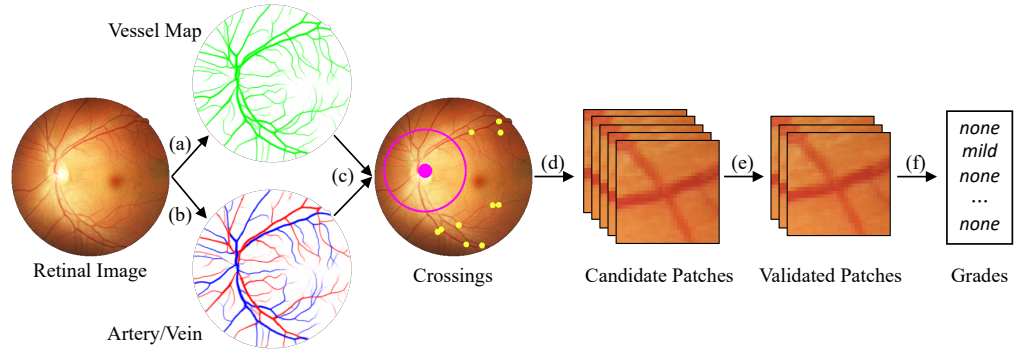 Vessel Map
(a)
(b)
Retinal Image
Artery/Vein
(c)
Crossings
(d)
Candidate Patches
(e)
Validated Patches
(f)
none
mild
none
...
none
Grades